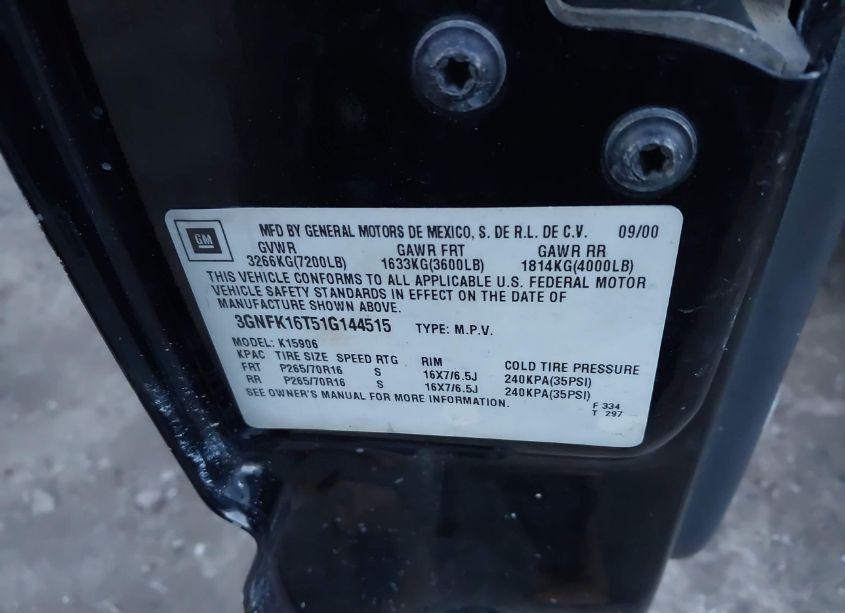 GM
MFD BY GENERAL MOTORS DE MEXICO, S. DE R.L. DE C.V. 09/00
GVWR GAWR FRT GAWR RR
3266KG(7200LB) 1633KG(3600LB) 1814KG(4000LB)
THIS VEHICLE CONFORMS TO ALL APPLICABLE U.S. FEDERAL MOTOR
VEHICLE SAFETY STANDARDS IN EFFECT ON THE DATE OF
MANUFACTURE SHOWN ABOVE.
3GNFK16T51G144515 TYPE: M.P.V.
MODEL: K15906
KPAC TIRE SIZE SPEED RTG RIM COLD TIRE PRESSURE
FRT P265/70R16 S 16X7/6.5J 240KPA(35PSI)
RR P265/70R16 S 16X7/6.5J 240KPA(35PSI)
SEE OWNER'S MANUAL FOR MORE INFORMATION.
F 334
T 297